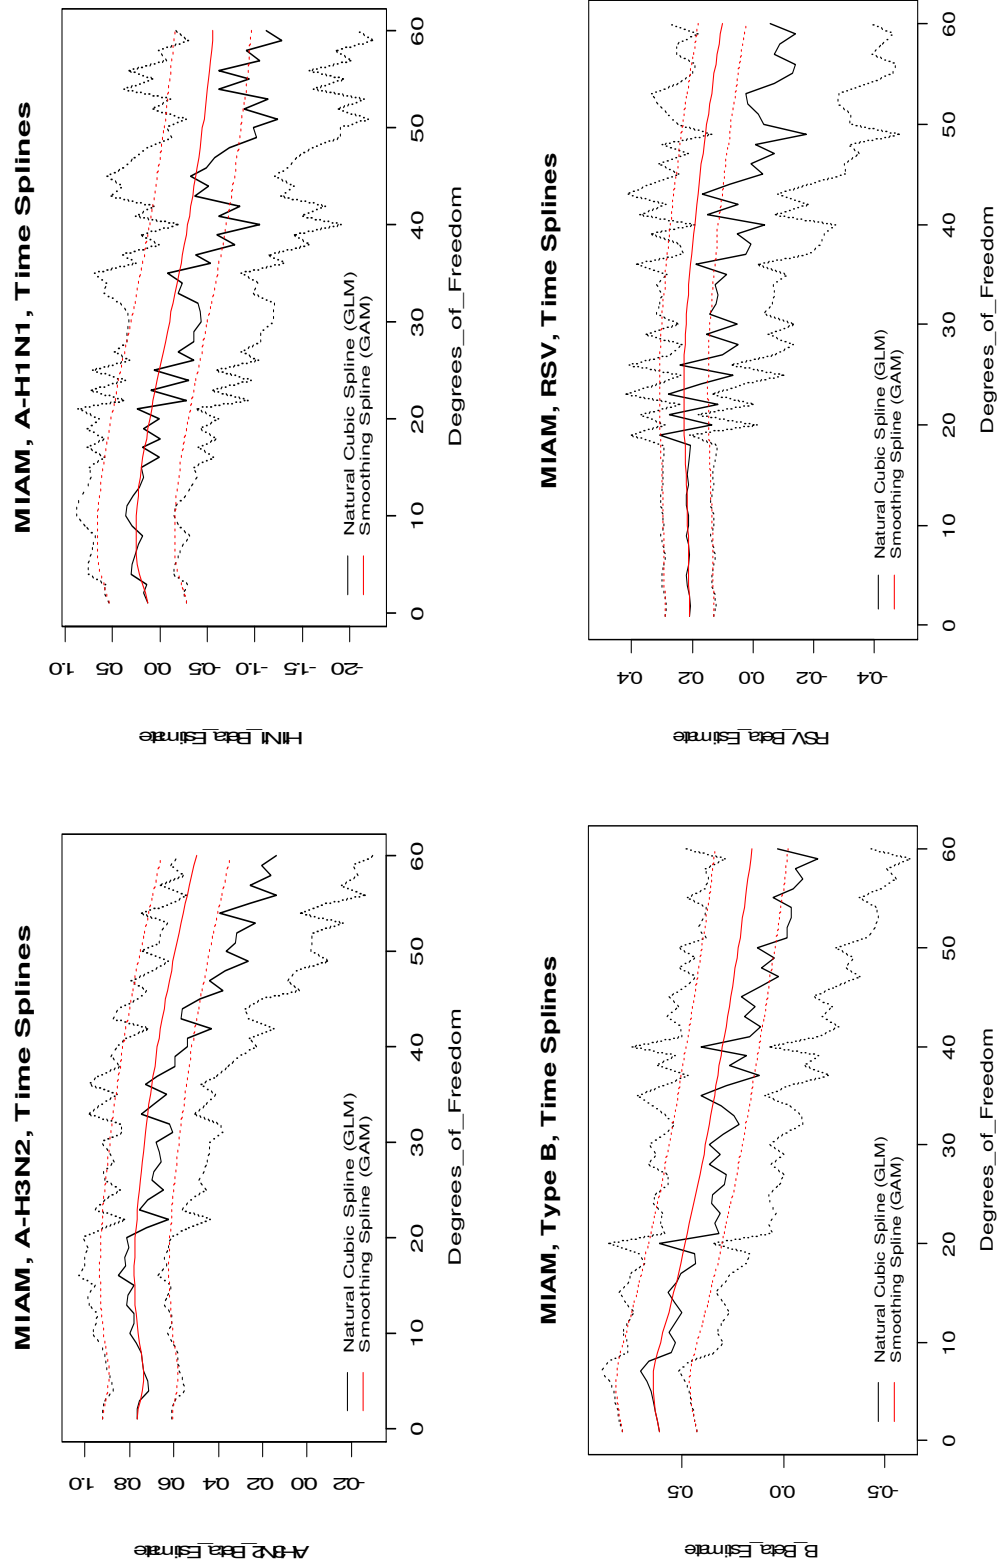 MIAM, A-H3N2, Time Splines
AH3N2_Beta_Estimate
1.0
0.8
0.6
0.4
0.2
0.0
-0.2
Natural Cubic Spline (GLM)
Smoothing Spline (GAM)
0 10 20 30 40 50 60
Degrees_of_Freedom
MIAM, A-H1N1, Time Splines
H1N1_Beta_Estimate
1.0
0.5
0.0
-0.5
-1.0
-1.5
-2.0
Natural Cubic Spline (GLM)
Smoothing Spline (GAM)
0 10 20 30 40 50 60
Degrees_of_Freedom
MIAM, Type B, Time Splines
B_Beta_Estimate
0.5
0.0
-0.5
Natural Cubic Spline (GLM)
Smoothing Spline (GAM)
0 10 20 30 40 50 60
Degrees_of_Freedom
MIAM, RSV, Time Splines
RSV_Beta_Estimate
0.4
0.2
0.0
-0.2
-0.4
Natural Cubic Spline (GLM)
Smoothing Spline (GAM)
0 10 20 30 40 50 60
Degrees_of_Freedom